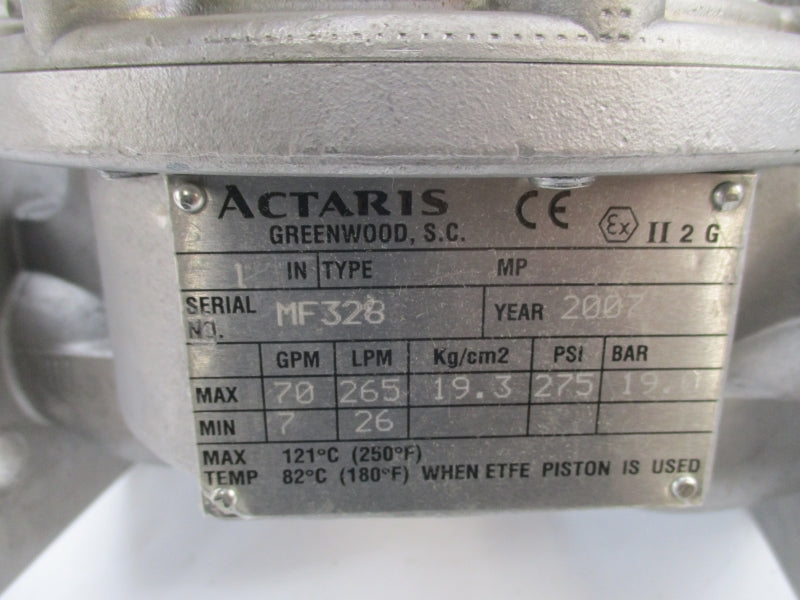 ACTARIS CE Ex II 2 G
GREENWOOD, S.C.
1 IN TYPE MP
SERIAL NO. MF328 YEAR 2007
GPM LPM Kg/cm2 PSI BAR
MAX 70 265 19.3 275 19.0
MIN 7 26
MAX TEMP 121°C (250°F)
82°C (180°F) WHEN ETFE PISTON IS USED